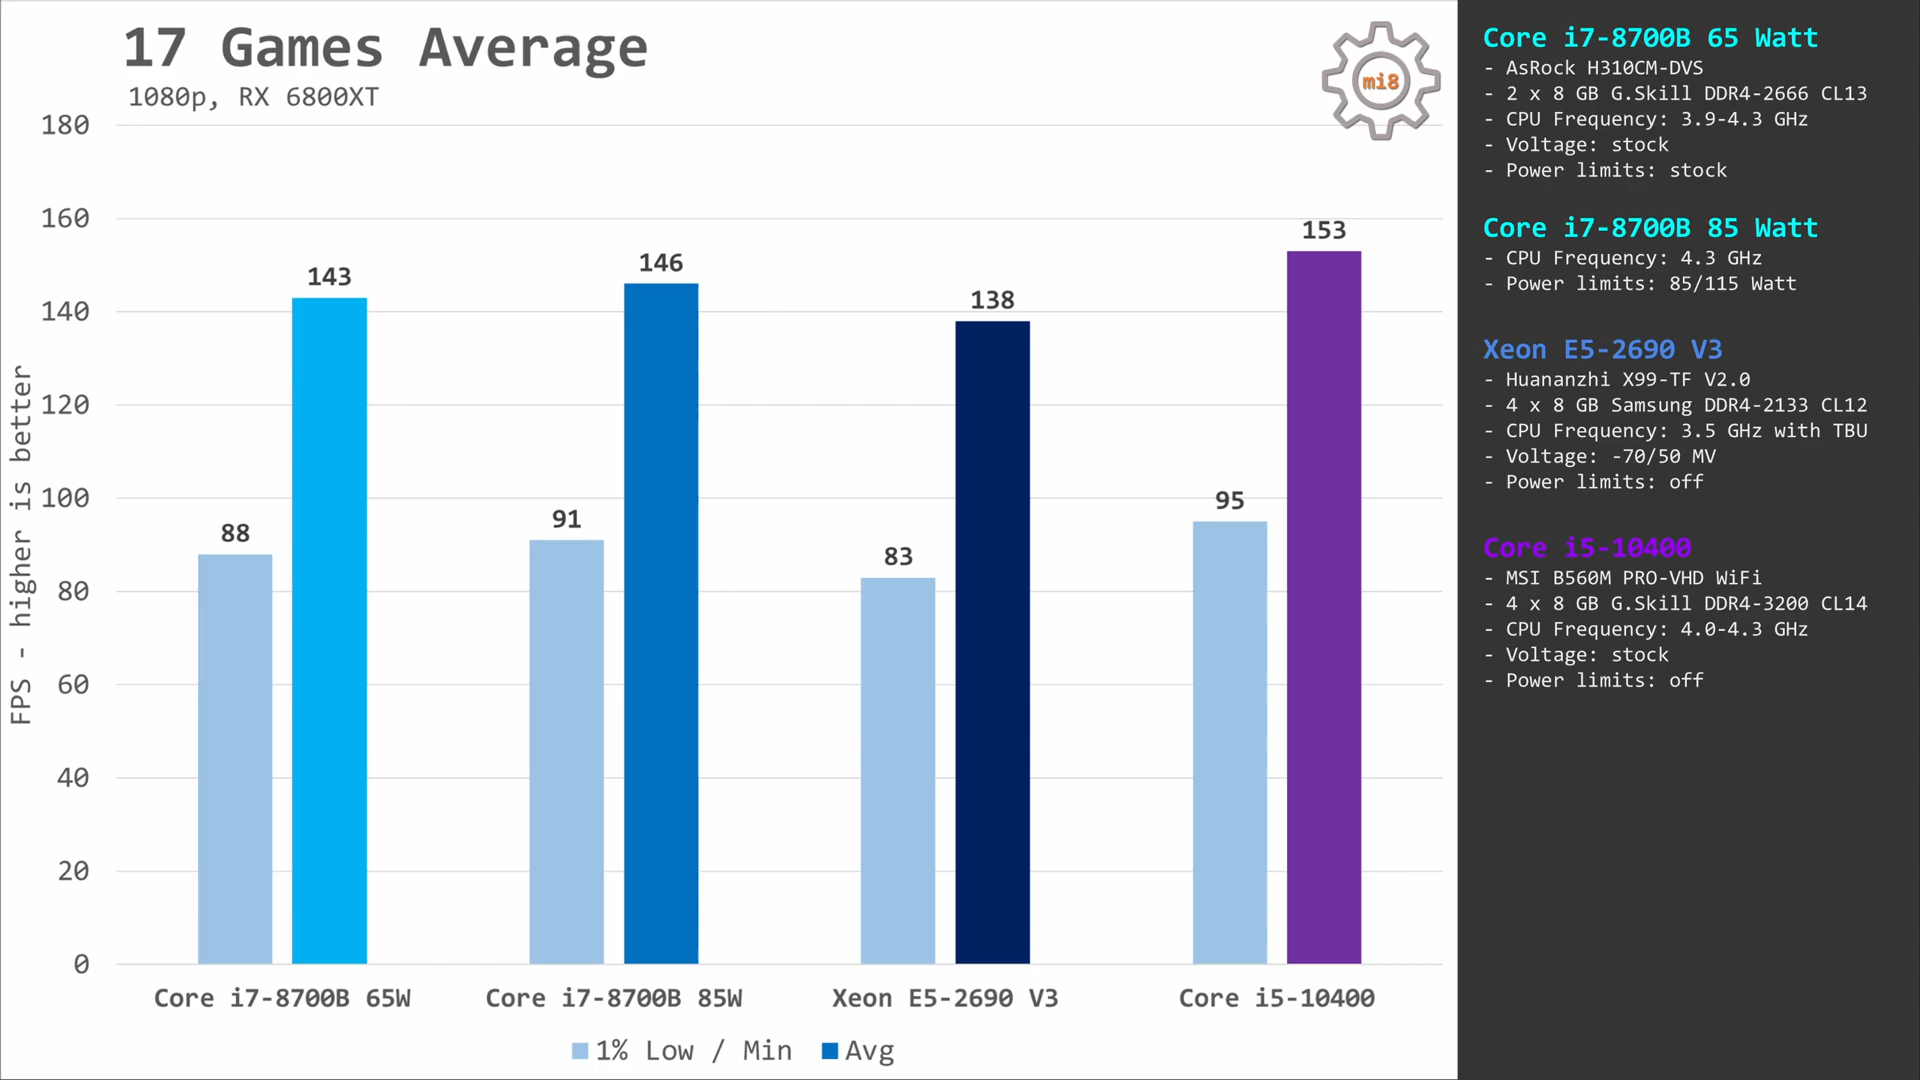 17 Games Average
1080p, RX 6800XT
mi8
FPS - higher is better
180
160
140
120
100
80
60
40
20
0
88
143
91
146
83
138
95
153
Core i7-8700B 65W
Core i7-8700B 85W
Xeon E5-2690 V3
Core i5-10400
1% Low / Min
Avg
Core i7-8700B 65 Watt
- AsRock H310CM-DVS
- 2 x 8 GB G.Skill DDR4-2666 CL13
- CPU Frequency: 3.9-4.3 GHz
- Voltage: stock
- Power limits: stock
Core i7-8700B 85 Watt
- CPU Frequency: 4.3 GHz
- Power limits: 85/115 Watt
Xeon E5-2690 V3
- Huananzhi X99-TF V2.0
- 4 x 8 GB Samsung DDR4-2133 CL12
- CPU Frequency: 3.5 GHz with TBU
- Voltage: -70/50 MV
- Power limits: off
Core i5-10400
- MSI B560M PRO-VHD WiFi
- 4 x 8 GB G.Skill DDR4-3200 CL14
- CPU Frequency: 4.0-4.3 GHz
- Voltage: stock
- Power limits: off